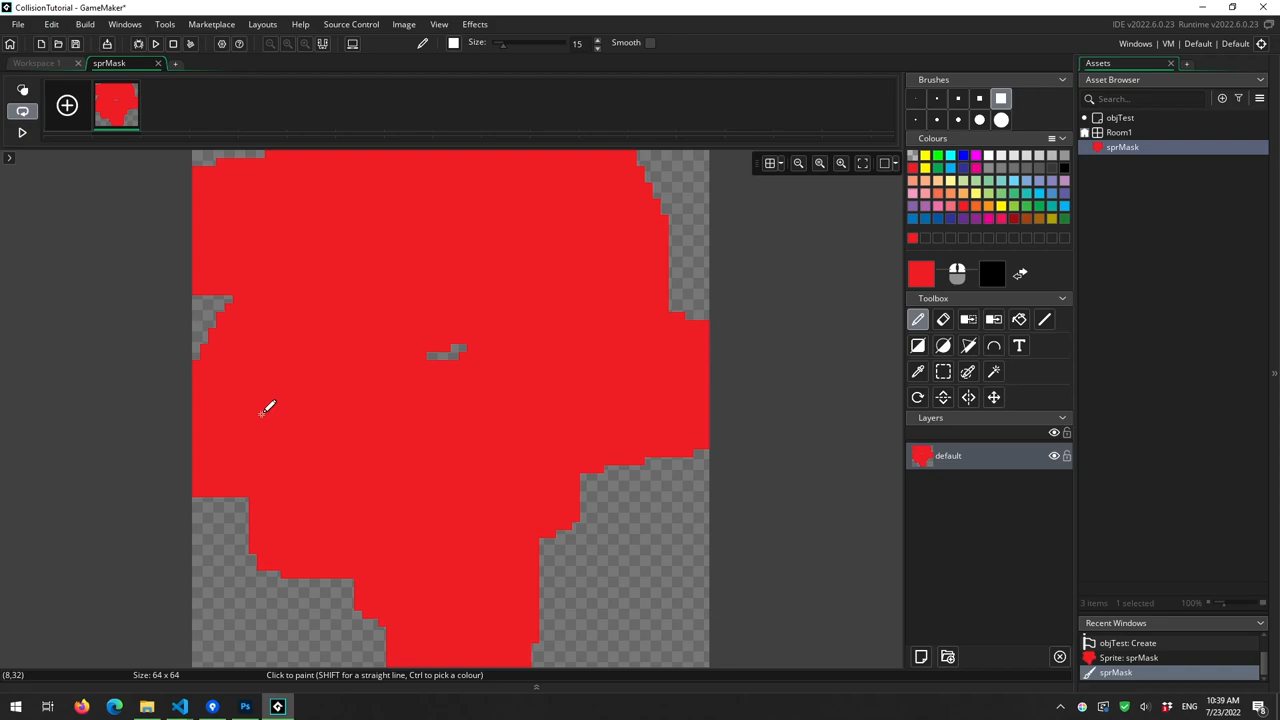 CollisionTutorial - GameMaker*
File Edit Build Windows Tools Marketplace Layouts Source Control Image View Effects
IDE v2022.6.0.23 Runtime v2022.6.0.23
Size: 15 Smooth
Windows | VM | Default | Default
Workspace 1
sprMask
Brushes
Colours
Toolbox
T
Layers
default
Assets
Asset Browser
Search...
objTest
Room1
sprMask
3 items 1 selected 100%
Recent Windows
objTest: Create
Sprite: sprMask
sprMask
(8,32) Size: 64 x 64 Click to paint (SHIFT for a straight line, Ctrl to pick a colour)
Ps
ENG
10:39 AM
7/23/2022
8